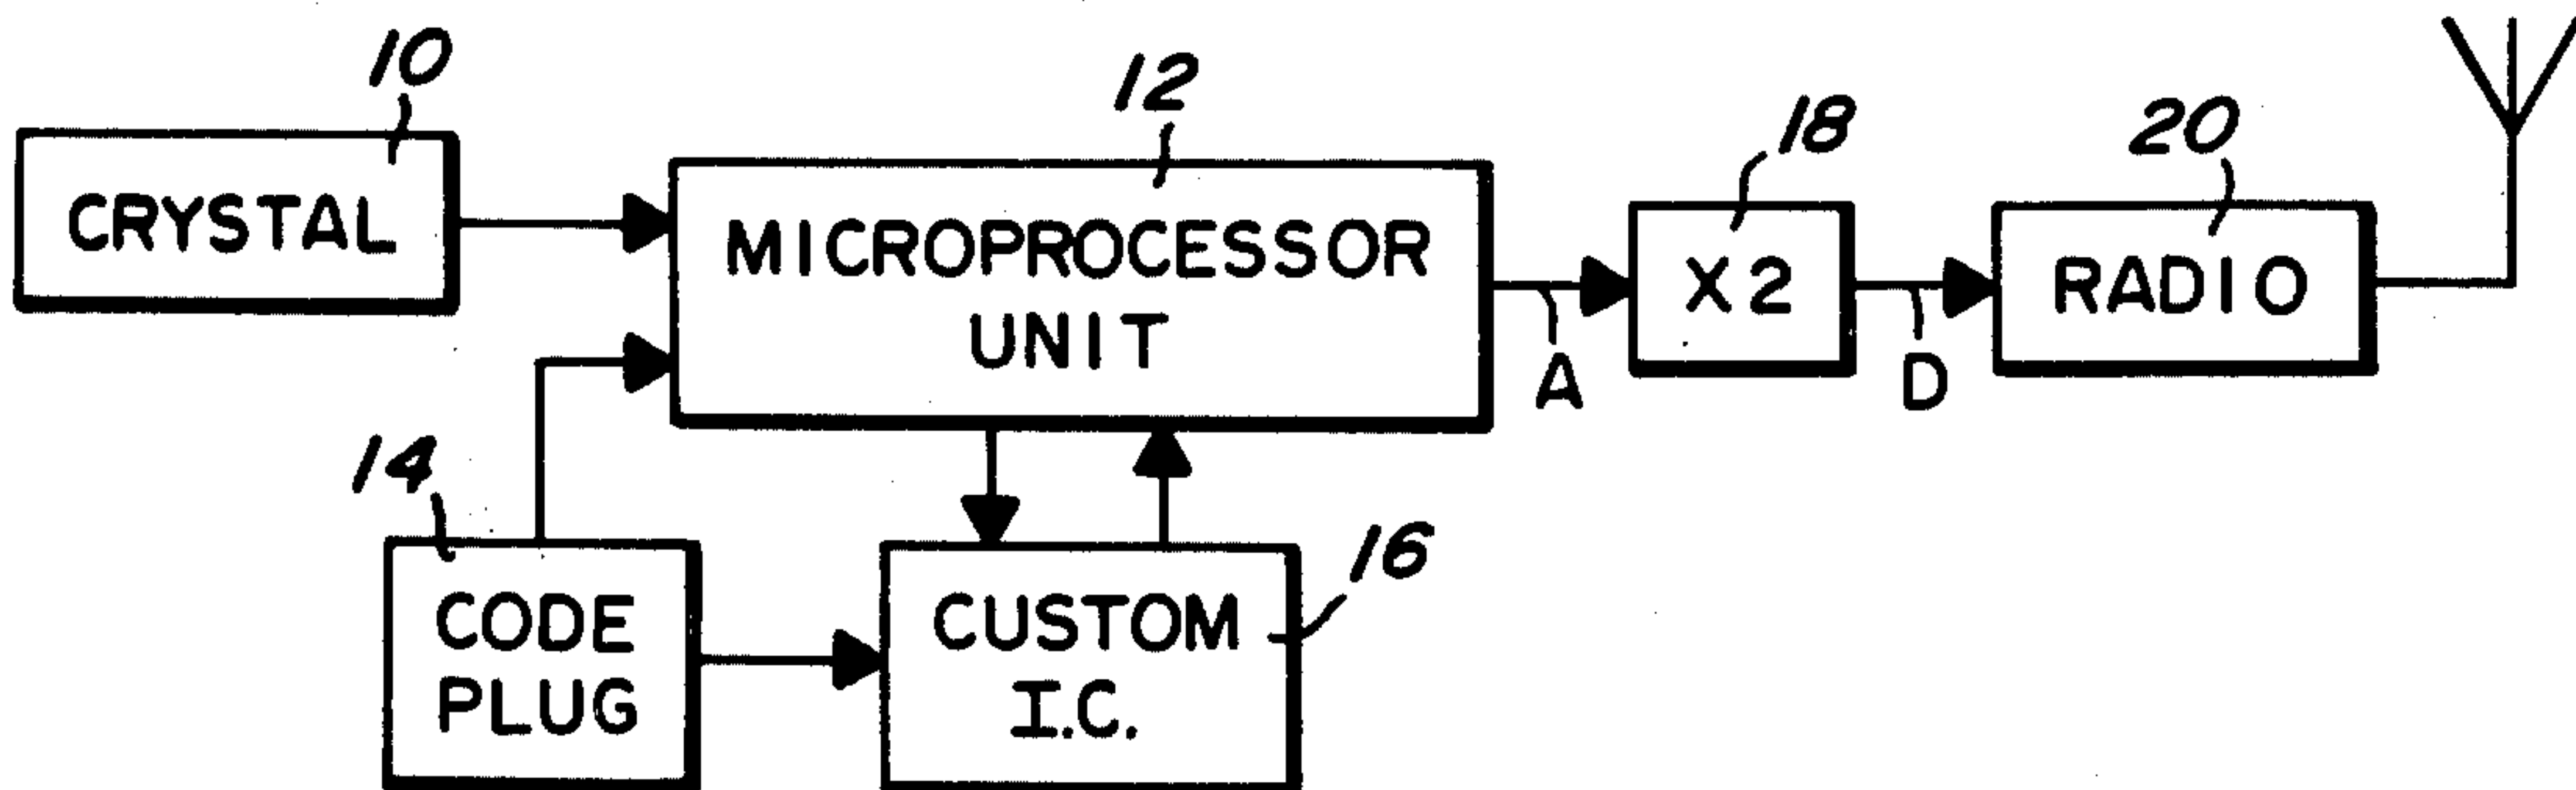 10
CRYSTAL
12
MICROPROCESSOR
UNIT
A
18
X2
D
20
RADIO
14
CODE
PLUG
16
CUSTOM
I.C.